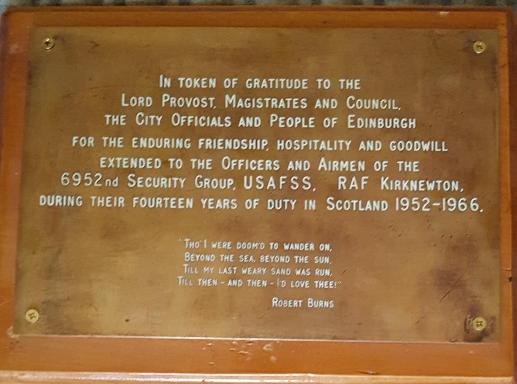 In token of gratitude to the
Lord Provost, Magistrates and Council,
the City Officials and People of Edinburgh
for the enduring friendship, hospitality and goodwill
extended to the Officers and Airmen of the
6952nd Security Group, USAFSS, RAF Kirknewton,
during their fourteen years of duty in Scotland 1952-1966.
"Tho' I were doom'd to wander on,
Beyond the sea, beyond the sun,
Till my last weary sand was run,
Till then - and then - I'd love thee!"
Robert Burns